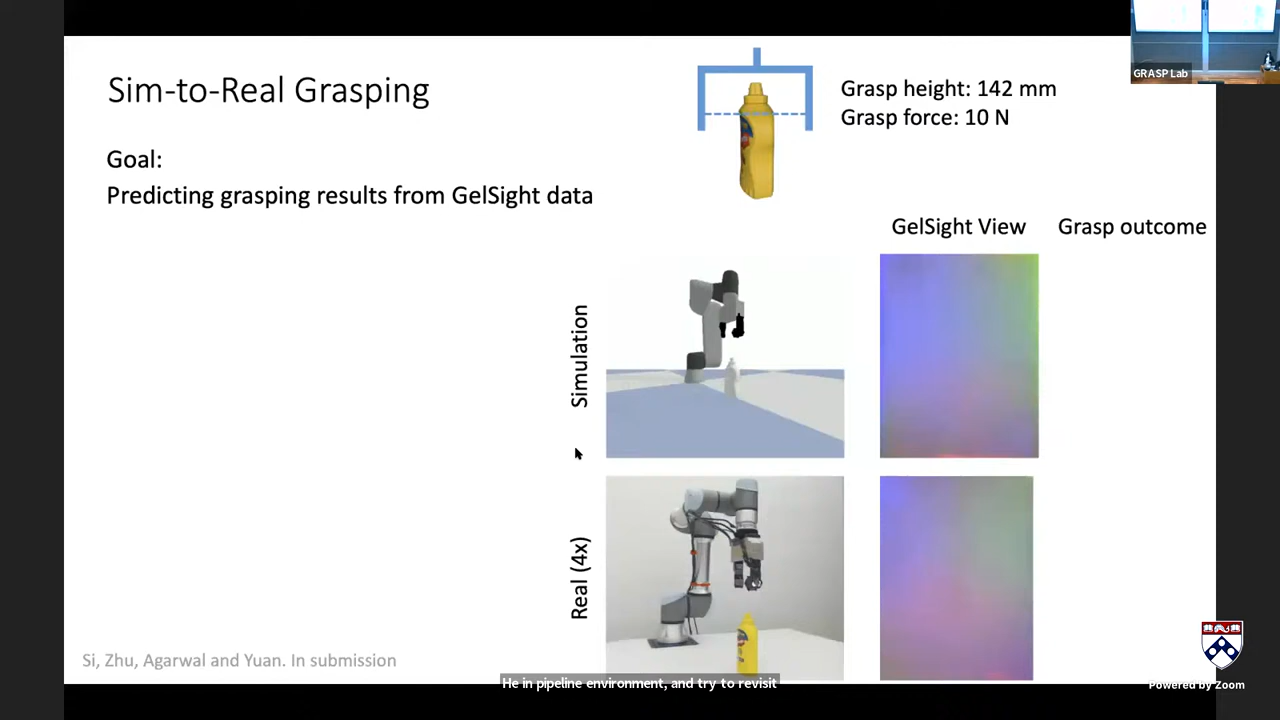 GRASP Lab
Sim-to-Real Grasping
Grasp height: 142 mm
Grasp force: 10 N
Goal:
Predicting grasping results from GelSight data
GelSight View
Grasp outcome
Simulation
Real (4x)
Si, Zhu, Agarwal and Yuan. In submission
He in pipeline environment, and try to revisit
Powered by Zoom